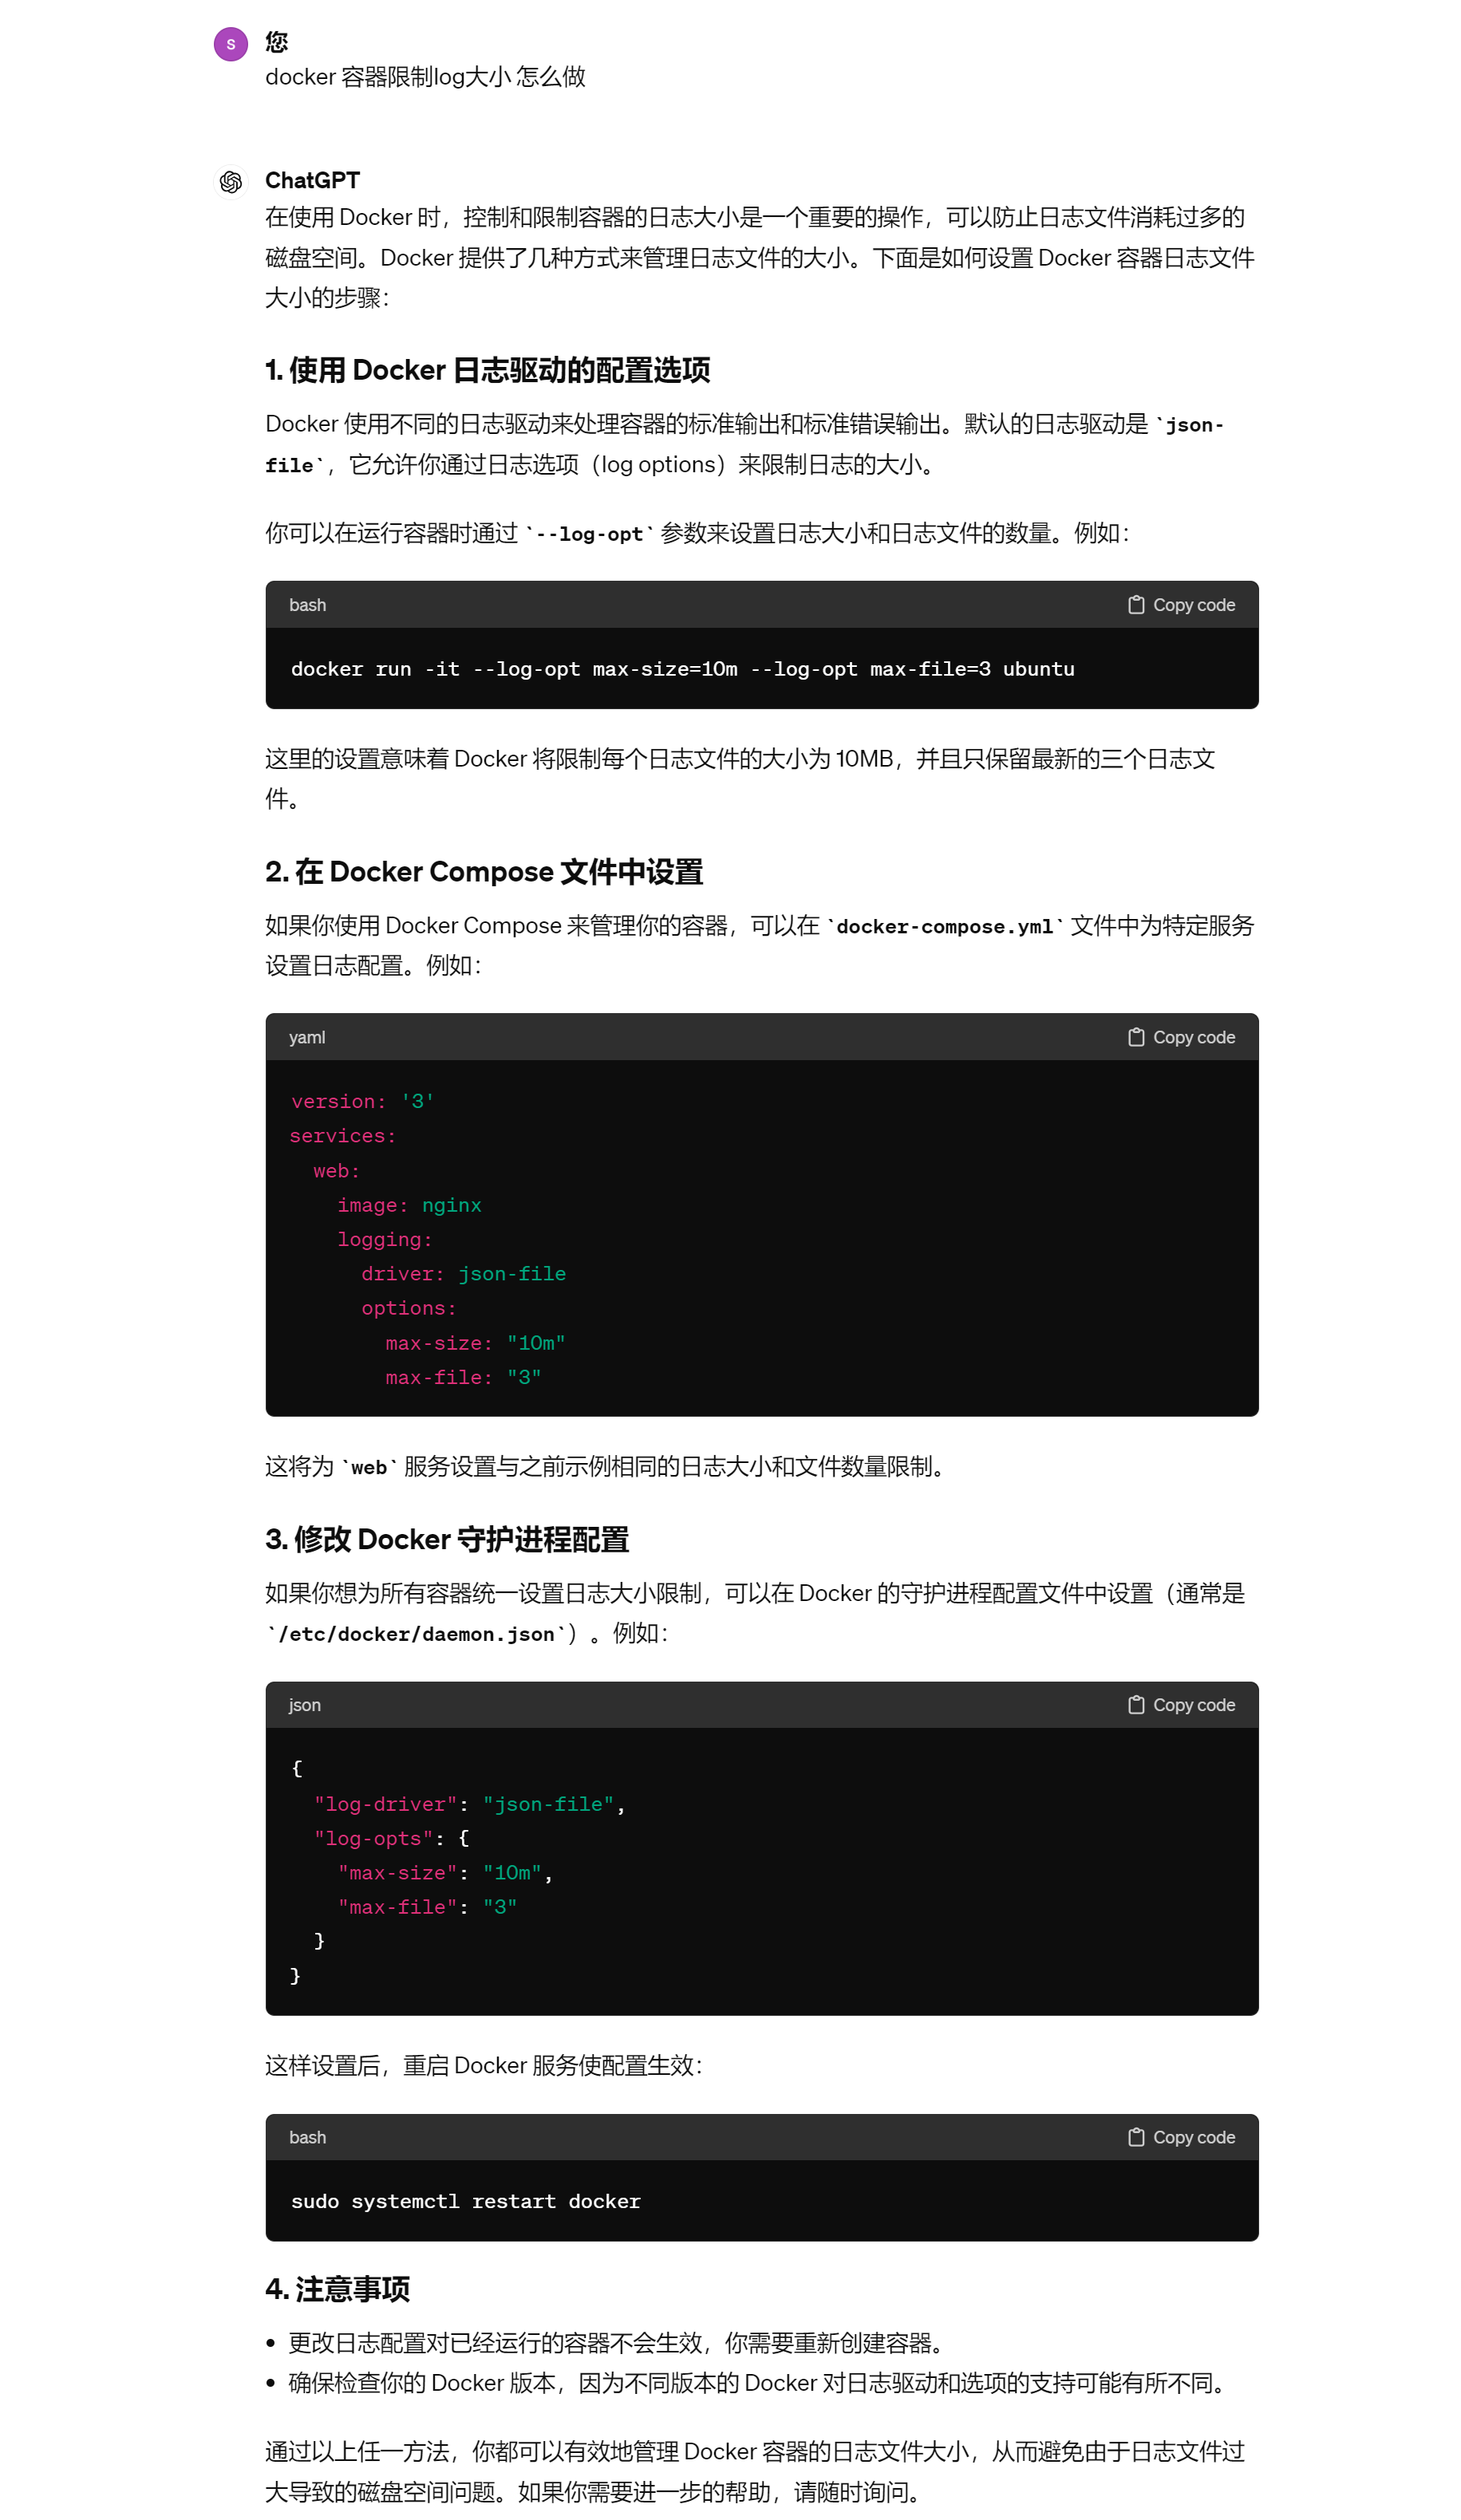 S
您
docker 容器限制log大小 怎么做
ChatGPT
在使用 Docker 时，控制和限制容器的日志大小是一个重要的操作，可以防止日志文件消耗过多的
磁盘空间。Docker 提供了几种方式来管理日志文件的大小。下面是如何设置 Docker 容器日志文件
大小的步骤：
1. 使用 Docker 日志驱动的配置选项
Docker 使用不同的日志驱动来处理容器的标准输出和标准错误输出。默认的日志驱动是 `json-
file`，它允许你通过日志选项（log options）来限制日志的大小。
你可以在运行容器时通过 `--log-opt` 参数来设置日志大小和日志文件的数量。例如：
bash Copy code
docker run -it --log-opt max-size=10m --log-opt max-file=3 ubuntu
这里的设置意味着 Docker 将限制每个日志文件的大小为 10MB，并且只保留最新的三个日志文
件。
2. 在 Docker Compose 文件中设置
如果你使用 Docker Compose 来管理你的容器，可以在 `docker-compose.yml` 文件中为特定服务
设置日志配置。例如：
yaml Copy code
version: '3'
services:
  web:
    image: nginx
    logging:
      driver: json-file
      options:
        max-size: "10m"
        max-file: "3"
这将为 `web` 服务设置与之前示例相同的日志大小和文件数量限制。
3. 修改 Docker 守护进程配置
如果你想为所有容器统一设置日志大小限制，可以在 Docker 的守护进程配置文件中设置（通常是
`/etc/docker/daemon.json`）。例如：
json Copy code
{
  "log-driver": "json-file",
  "log-opts": {
    "max-size": "10m",
    "max-file": "3"
  }
}
这样设置后，重启 Docker 服务使配置生效：
bash Copy code
sudo systemctl restart docker
4. 注意事项
• 更改日志配置对已经运行的容器不会生效，你需要重新创建容器。
• 确保检查你的 Docker 版本，因为不同版本的 Docker 对日志驱动和选项的支持可能有所不同。
通过以上任一方法，你都可以有效地管理 Docker 容器的日志文件大小，从而避免由于日志文件过
大导致的磁盘空间问题。如果你需要进一步的帮助，请随时询问。